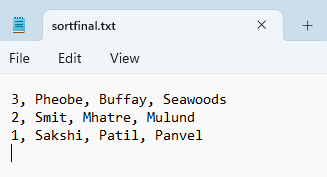 sortfinal.txt
File Edit View
3, Pheobe, Buffay, Seawoods
2, Smit, Mhatre, Mulund
1, Sakshi, Patil, Panvel